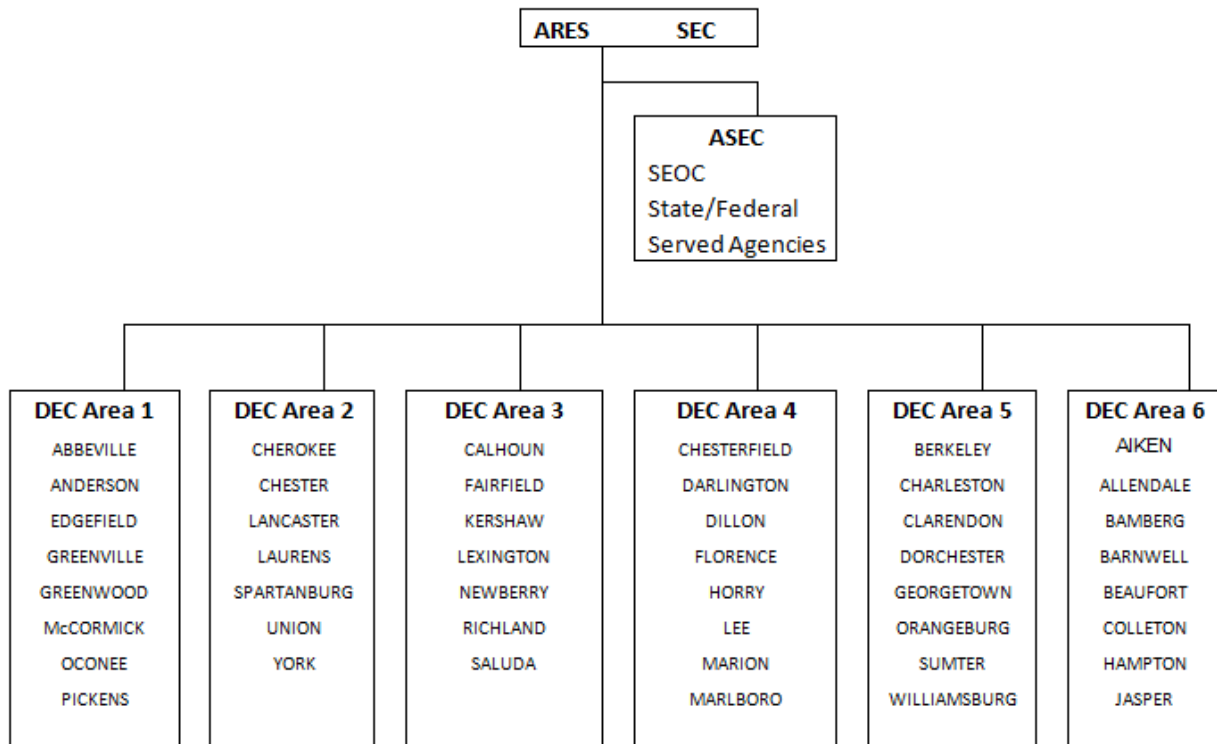 ARES SEC
ASEC
SEOC
State/Federal
Served Agencies
DEC Area 1
ABBEVILLE
ANDERSON
EDGEFIELD
GREENVILLE
GREENWOOD
McCORMICK
OCONEE
PICKENS
DEC Area 2
CHEROKEE
CHESTER
LANCASTER
LAURENS
SPARTANBURG
UNION
YORK
DEC Area 3
CALHOUN
FAIRFIELD
KERSHAW
LEXINGTON
NEWBERRY
RICHLAND
SALUDA
DEC Area 4
CHESTERFIELD
DARLINGTON
DILLON
FLORENCE
HORRY
LEE
MARION
MARLBORO
DEC Area 5
BERKELEY
CHARLESTON
CLARENDON
DORCHESTER
GEORGETOWN
ORANGEBURG
SUMTER
WILLIAMSBURG
DEC Area 6
AIKEN
ALLENDALE
BAMBERG
BARNWELL
BEAUFORT
COLLETON
HAMPTON
JASPER